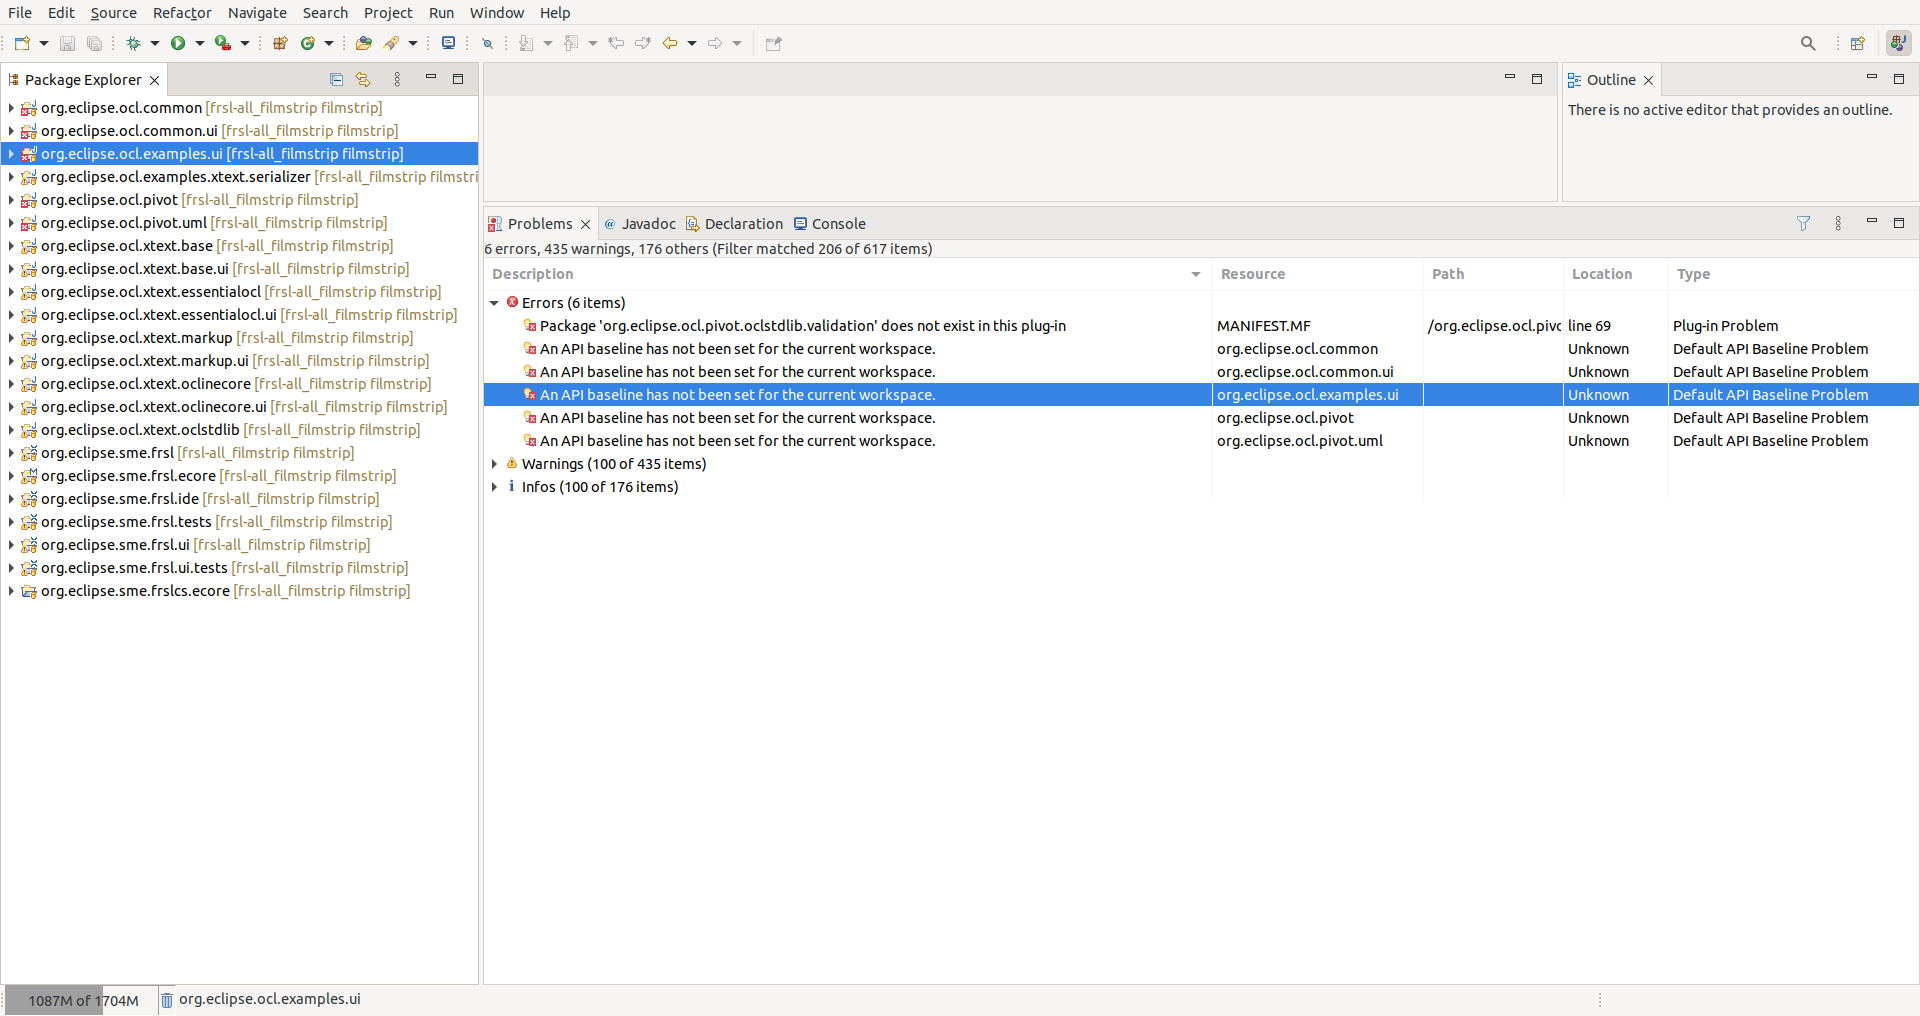 File Edit Source Refactor Navigate Search Project Run Window Help
Package Explorer
org.eclipse.ocl.common [frsl-all_filmstrip filmstrip]
org.eclipse.ocl.common.ui [frsl-all_filmstrip filmstrip]
org.eclipse.ocl.examples.ui [frsl-all_filmstrip filmstrip]
org.eclipse.ocl.examples.xtext.serializer [frsl-all_filmstrip filmstri
org.eclipse.ocl.pivot [frsl-all_filmstrip filmstrip]
org.eclipse.ocl.pivot.uml [frsl-all_filmstrip filmstrip]
org.eclipse.ocl.xtext.base [frsl-all_filmstrip filmstrip]
org.eclipse.ocl.xtext.base.ui [frsl-all_filmstrip filmstrip]
org.eclipse.ocl.xtext.essentialocl [frsl-all_filmstrip filmstrip]
org.eclipse.ocl.xtext.essentialocl.ui [frsl-all_filmstrip filmstrip]
org.eclipse.ocl.xtext.markup [frsl-all_filmstrip filmstrip]
org.eclipse.ocl.xtext.markup.ui [frsl-all_filmstrip filmstrip]
org.eclipse.ocl.xtext.oclinecore [frsl-all_filmstrip filmstrip]
org.eclipse.ocl.xtext.oclinecore.ui [frsl-all_filmstrip filmstrip]
org.eclipse.ocl.xtext.oclstdlib [frsl-all_filmstrip filmstrip]
org.eclipse.sme.frsl [frsl-all_filmstrip filmstrip]
org.eclipse.sme.frsl.ecore [frsl-all_filmstrip filmstrip]
org.eclipse.sme.frsl.ide [frsl-all_filmstrip filmstrip]
org.eclipse.sme.frsl.tests [frsl-all_filmstrip filmstrip]
org.eclipse.sme.frsl.ui [frsl-all_filmstrip filmstrip]
org.eclipse.sme.frsl.ui.tests [frsl-all_filmstrip filmstrip]
org.eclipse.sme.frslcs.ecore [frsl-all_filmstrip filmstrip]
Outline
There is no active editor that provides an outline.
Problems Javadoc Declaration Console
6 errors, 435 warnings, 176 others (Filter matched 206 of 617 items)
Description Resource Path Location Type
Errors (6 items)
Package 'org.eclipse.ocl.pivot.oclstdlib.validation' does not exist in this plug-in MANIFEST.MF /org.eclipse.ocl.pivo line 69 Plug-in Problem
An API baseline has not been set for the current workspace. org.eclipse.ocl.common Unknown Default API Baseline Problem
An API baseline has not been set for the current workspace. org.eclipse.ocl.common.ui Unknown Default API Baseline Problem
An API baseline has not been set for the current workspace. org.eclipse.ocl.examples.ui Unknown Default API Baseline Problem
An API baseline has not been set for the current workspace. org.eclipse.ocl.pivot Unknown Default API Baseline Problem
An API baseline has not been set for the current workspace. org.eclipse.ocl.pivot.uml Unknown Default API Baseline Problem
Warnings (100 of 435 items)
Infos (100 of 176 items)
1087M of 1704M org.eclipse.ocl.examples.ui